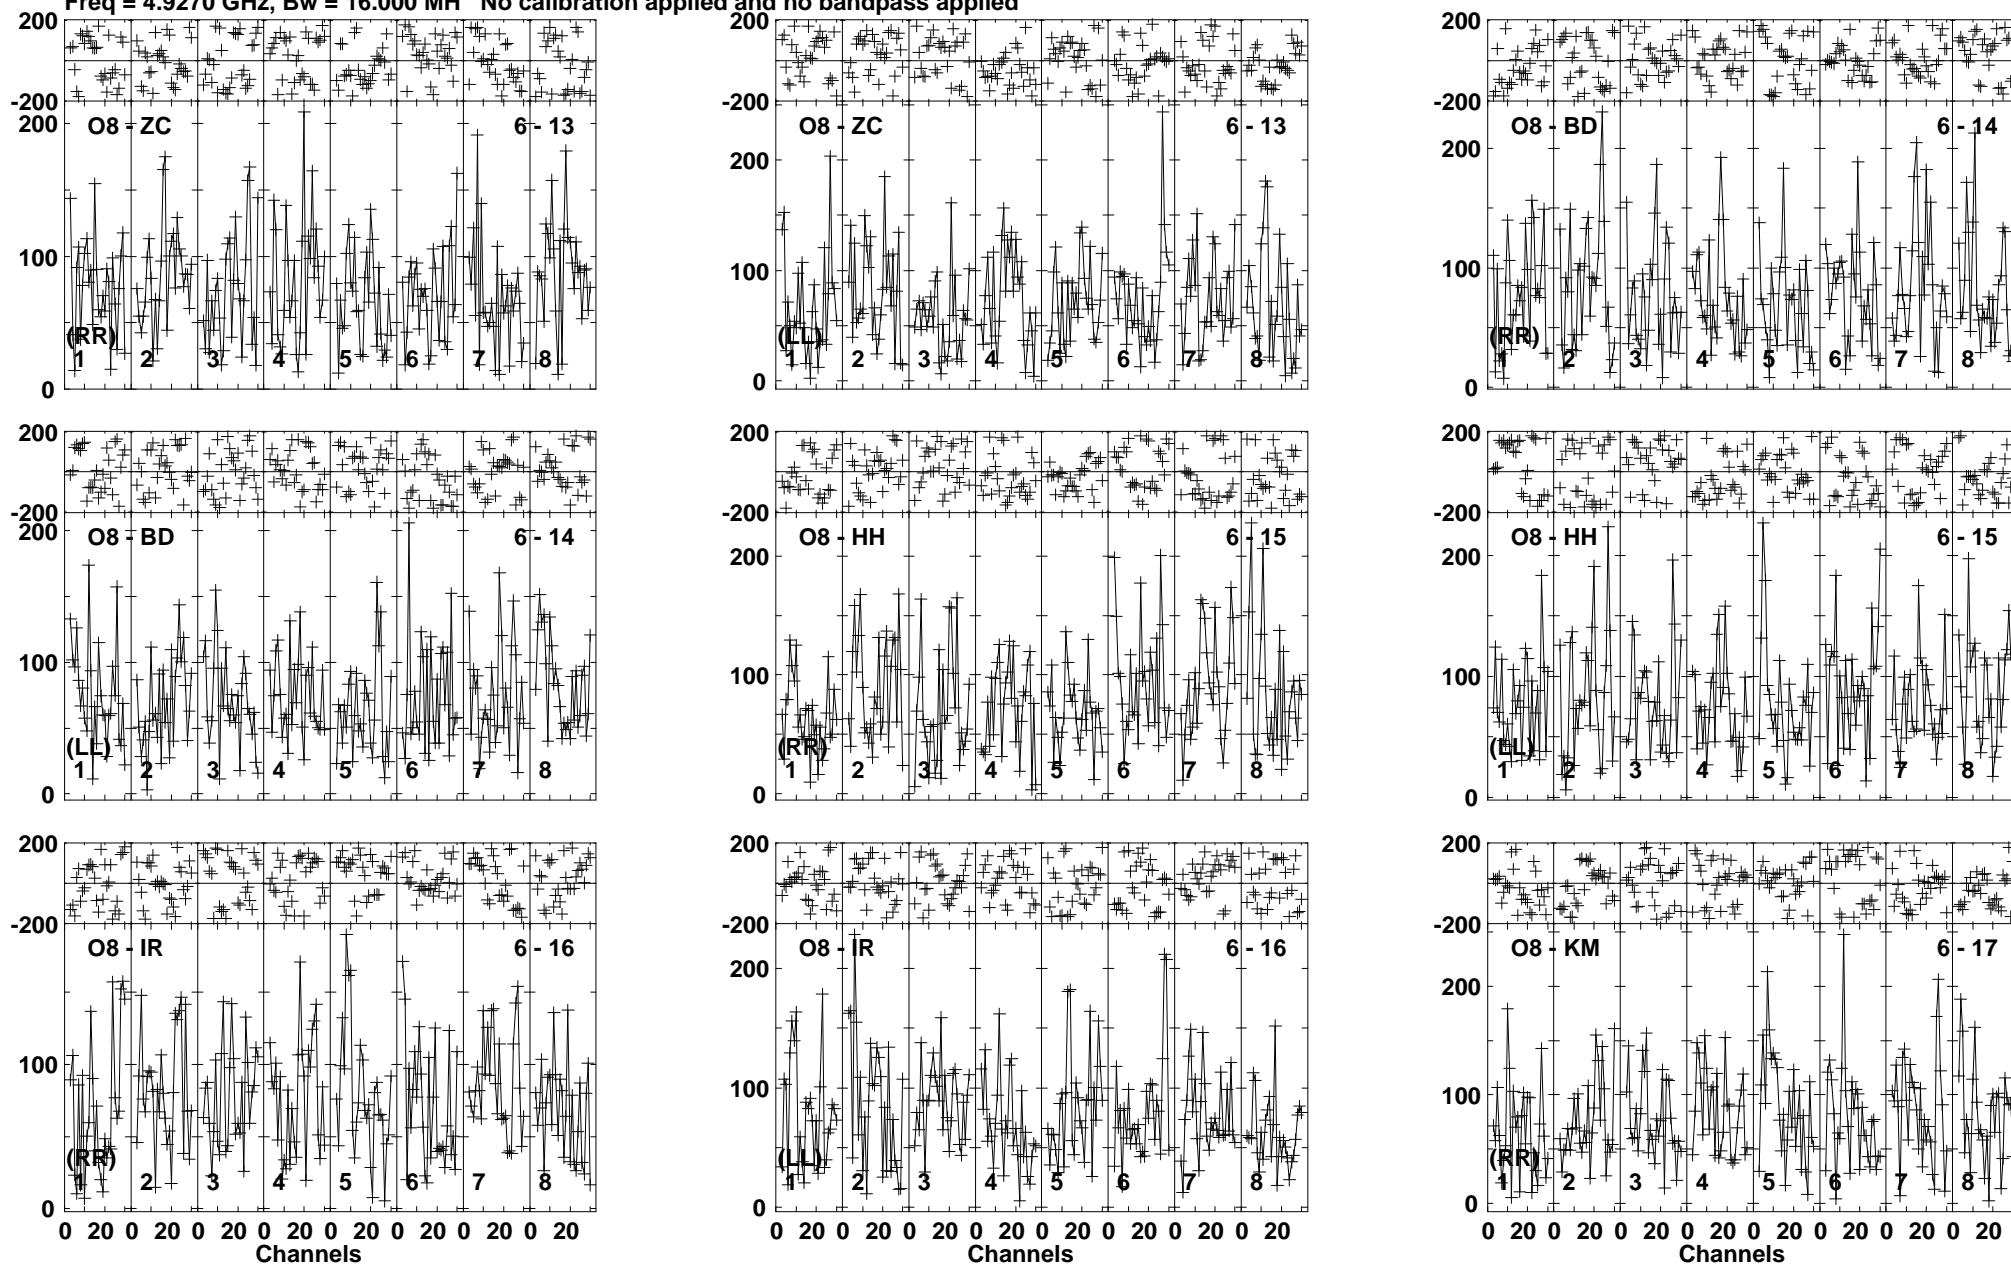 Freq = 4.9270 GHz, Bw = 16.000 MH No calibration applied and no bandpass applied
200 200 200
-200 -200 -200
200 O8 - ZC 6 - 13 O8 - ZC 6 - 13 O8 - BD 6 - 14
200 200
100 100 100
(RR) (LL) (RR)
1 2 3 4 5 6 7 8 1 2 3 4 5 6 7 8 1 2 3 4 5 6 7 8
0 0 0
200 200 200
-200 -200 -200
200 O8 - BD 6 - 14 O8 - HH 6 - 15 O8 - HH 6 - 15
200 200
100 100 100
(LL) (RR) (LL)
1 2 3 4 5 6 7 8 1 2 3 4 5 6 7 8 1 2 3 4 5 6 7 8
0 0 0
200 200 200
-200 -200 -200
O8 - IR 6 - 16 O8 - IR 6 - 16 O8 - KM 6 - 17
200 200
100 100 100
(RR) (LL) (RR)
1 2 3 4 5 6 7 8 1 2 3 4 5 6 7 8 1 2 3 4 5 6 7 8
0 0 0
0 20 0 20 0 20 0 20 0 20 0 20 0 20 0 20 0 20 0 20 0 20 0 20 0 20 0 20 0 20 0 20 0 20 0 20 0 20 0 20 0 20 0 20 0 20 0 20
Channels Channels Channels